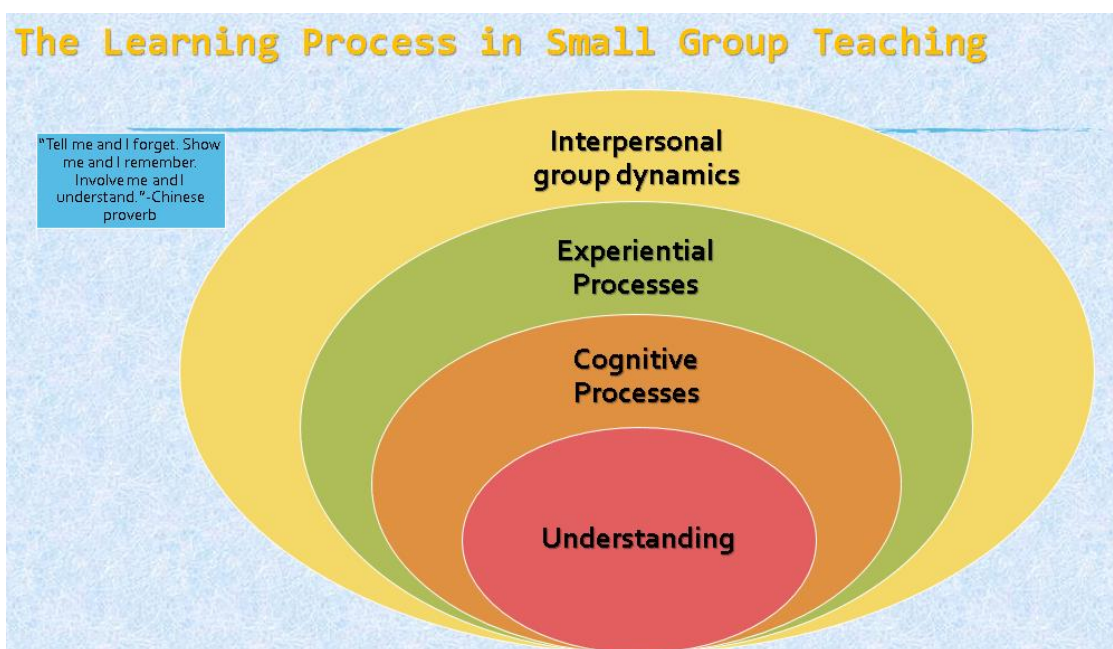 The Learning Process in Small Group Teaching
"Tell me and I forget. Show
me and I remember.
Involve me and I
understand."-Chinese
proverb
Interpersonal
group dynamics
Experiential
Processes
Cognitive
Processes
Understanding